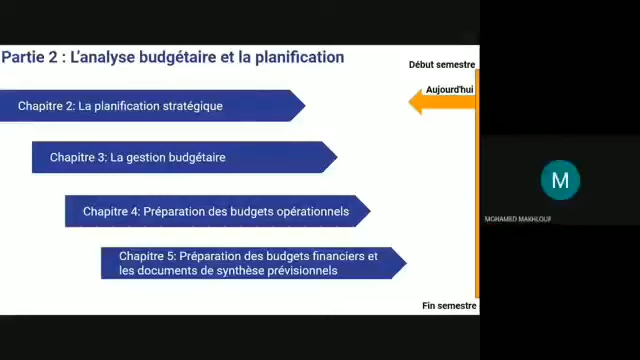 Partie 2 : L'analyse budgétaire et la planification
Début semestre
Aujourd'hui
Chapitre 2: La planification stratégique
Chapitre 3: La gestion budgétaire
Chapitre 4: Préparation des budgets opérationnels
Chapitre 5: Préparation des budgets financiers et
les documents de synthèse prévisionnels
Fin semestre
M
MOHAMED MAKHLOUF